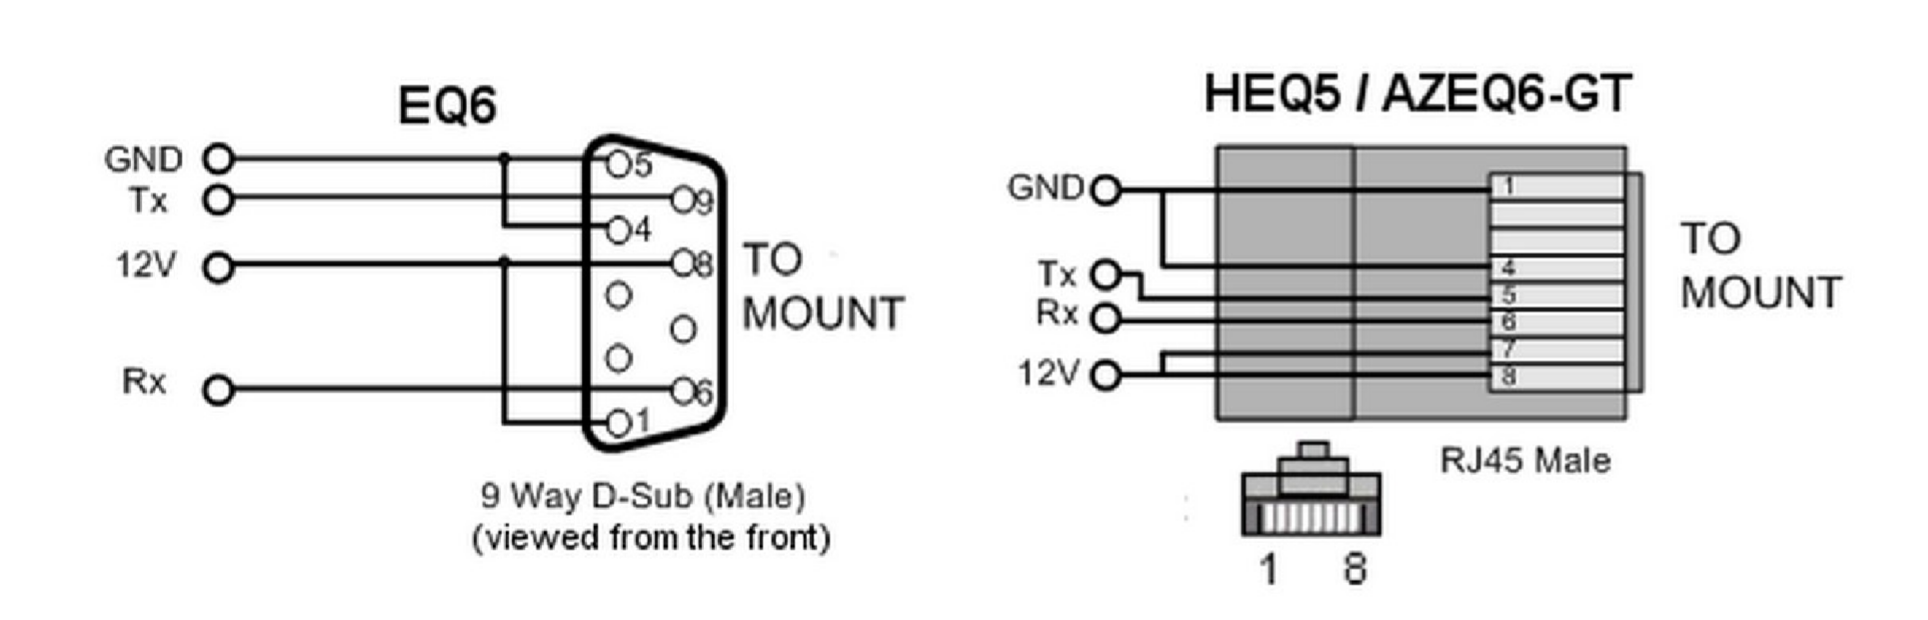 EQ6
GND
Tx
12V
Rx
5
9
4
8
6
1
TO
MOUNT
9 Way D-Sub (Male)
(viewed from the front)
HEQ5 / AZEQ6-GT
GND
Tx
Rx
12V
1
4
5
6
7
8
TO
MOUNT
RJ45 Male
1 8